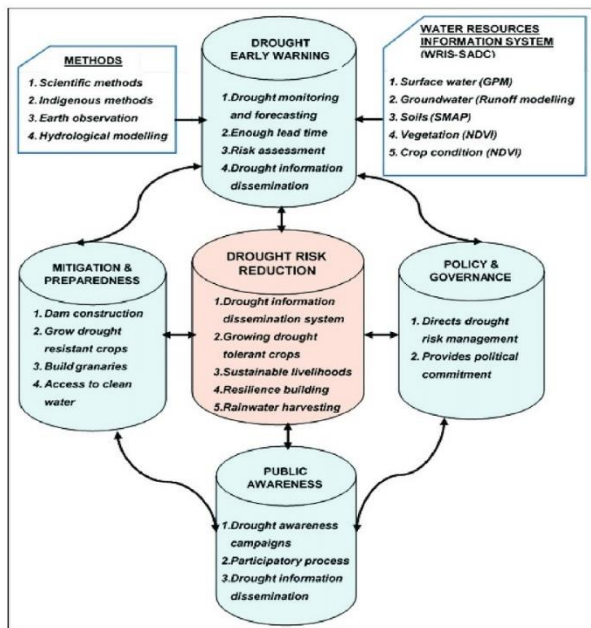 METHODS
1. Scientific methods
2. Indigenous methods
3. Earth observation
4. Hydrological modelling
DROUGHT
EARLY WARNING
1.Drought monitoring
and forecasting
2.Enough lead time
3.Risk assessment
4.Drought information
dissemination
WATER RESOURCES
INFORMATION SYSTEM
(WRIS-SADC)
1. Surface water (GPM)
2. Groundwater (Runoff modelling
3. Soils (SMAP)
4. Vegetation (NDVI)
5. Crop condition (NDVI)
MITIGATION &
PREPAREDNESS
1. Dam construction
2. Grow drought
resistant crops
3. Build granaries
4. Access to clean
water
DROUGHT RISK
REDUCTION
1.Drought information
dissemination system
2.Growing drought
tolerant crops
3.Sustainable livelihoods
4.Resilience building
5.Rainwater harvesting
POLICY &
GOVERNANCE
1. Directs drought
risk management
2. Provides political
commitment
PUBLIC
AWARENESS
1.Drought awareness
campaigns
2.Participatory process
3.Drought information
dissemination